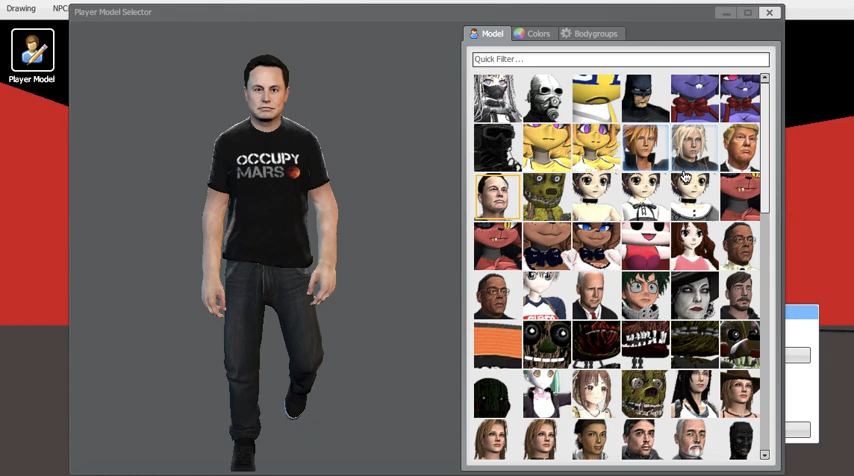 Drawing
NPC
Player Model Selector
Model
Colors
Bodygroups
Quick Filter...
Player Model
OCCUPY
MARS